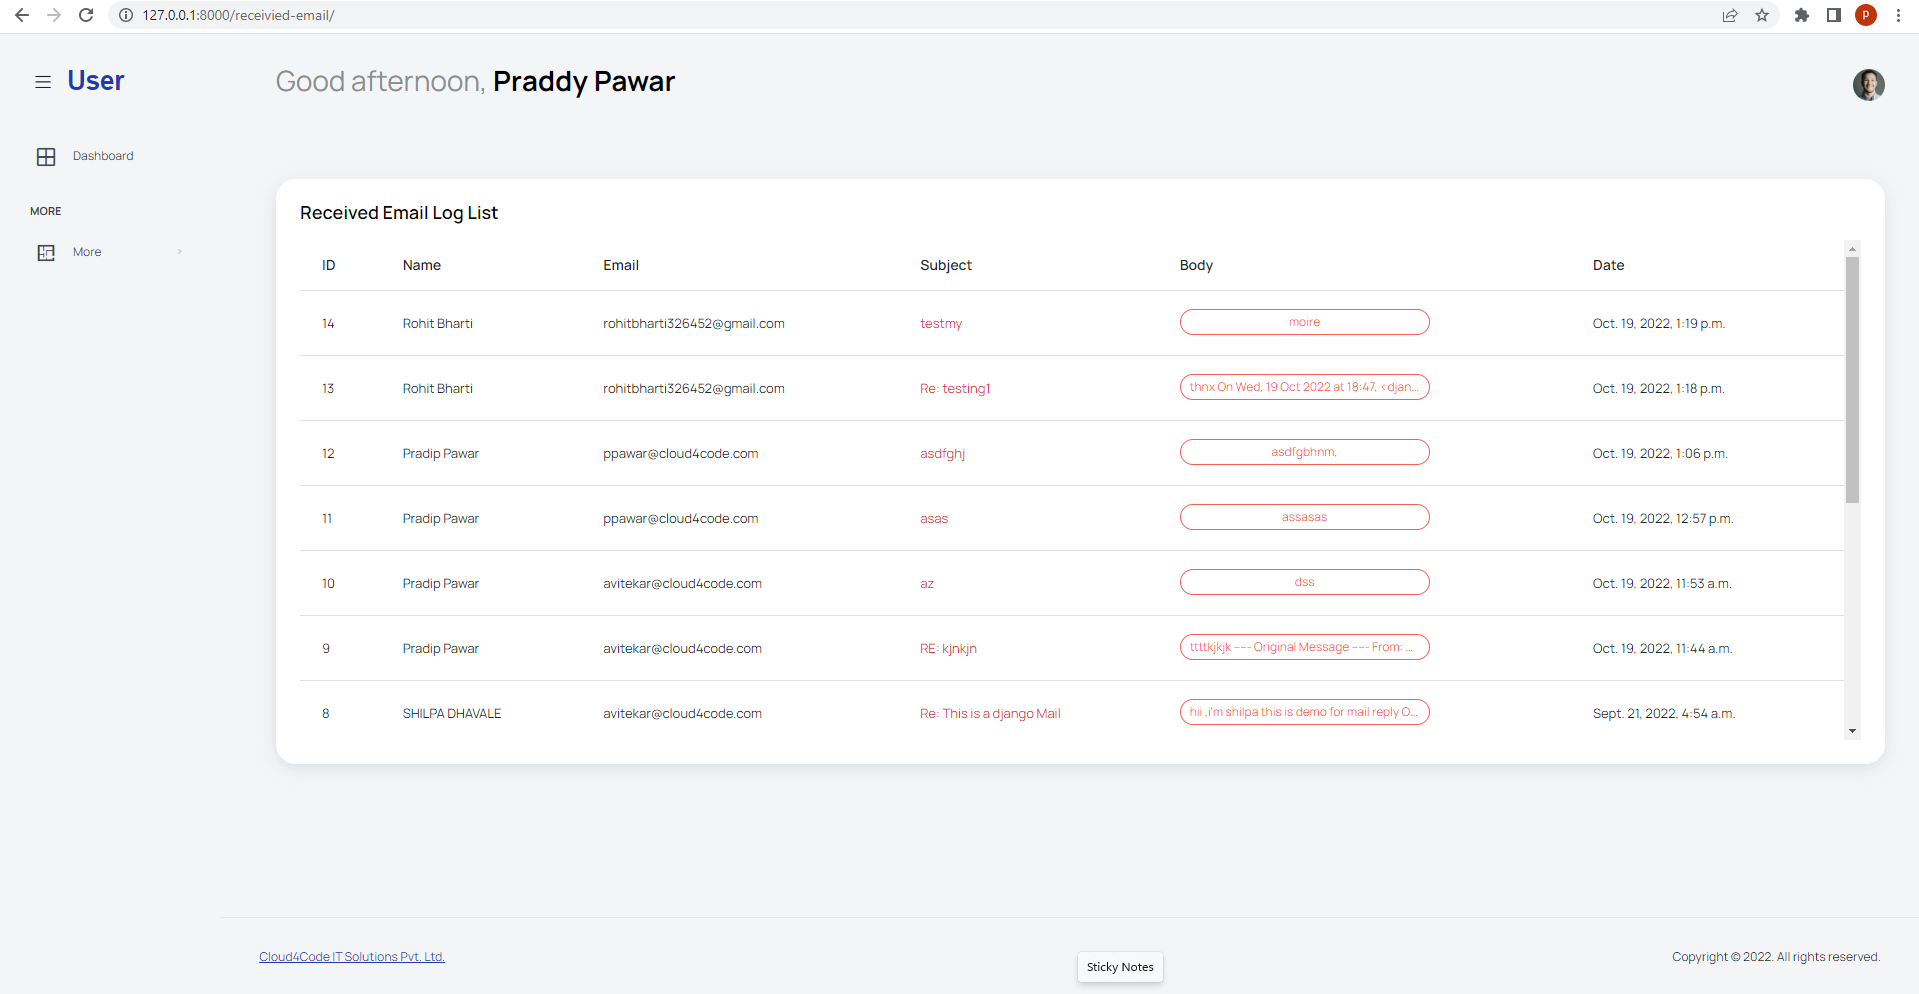 127.0.0.1:8000/receivied-email/
P
User
Good afternoon, Praddy Pawar
Dashboard
MORE
More
Received Email Log List
ID Name Email Subject Body Date
14 Rohit Bharti rohitbharti326452@gmail.com testmy moire Oct. 19, 2022, 1:19 p.m.
13 Rohit Bharti rohitbharti326452@gmail.com Re: testing1 thnx On Wed, 19 Oct 2022 at 18:47, <djan... Oct. 19, 2022, 1:18 p.m.
12 Pradip Pawar ppawar@cloud4code.com asdfghj asdfgbhnm, Oct. 19, 2022, 1:06 p.m.
11 Pradip Pawar ppawar@cloud4code.com asas assasas Oct. 19, 2022, 12:57 p.m.
10 Pradip Pawar avitekar@cloud4code.com az dss Oct. 19, 2022, 11:53 a.m.
9 Pradip Pawar avitekar@cloud4code.com RE: kjnkjn ttttkjkjk ---- Original Message ---- From: ... Oct. 19, 2022, 11:44 a.m.
8 SHILPA DHAVALE avitekar@cloud4code.com Re: This is a django Mail hii ,i'm shilpa this is demo for mail reply O... Sept. 21, 2022, 4:54 a.m.
Cloud4Code IT Solutions Pvt. Ltd.
Sticky Notes
Copyright © 2022. All rights reserved.